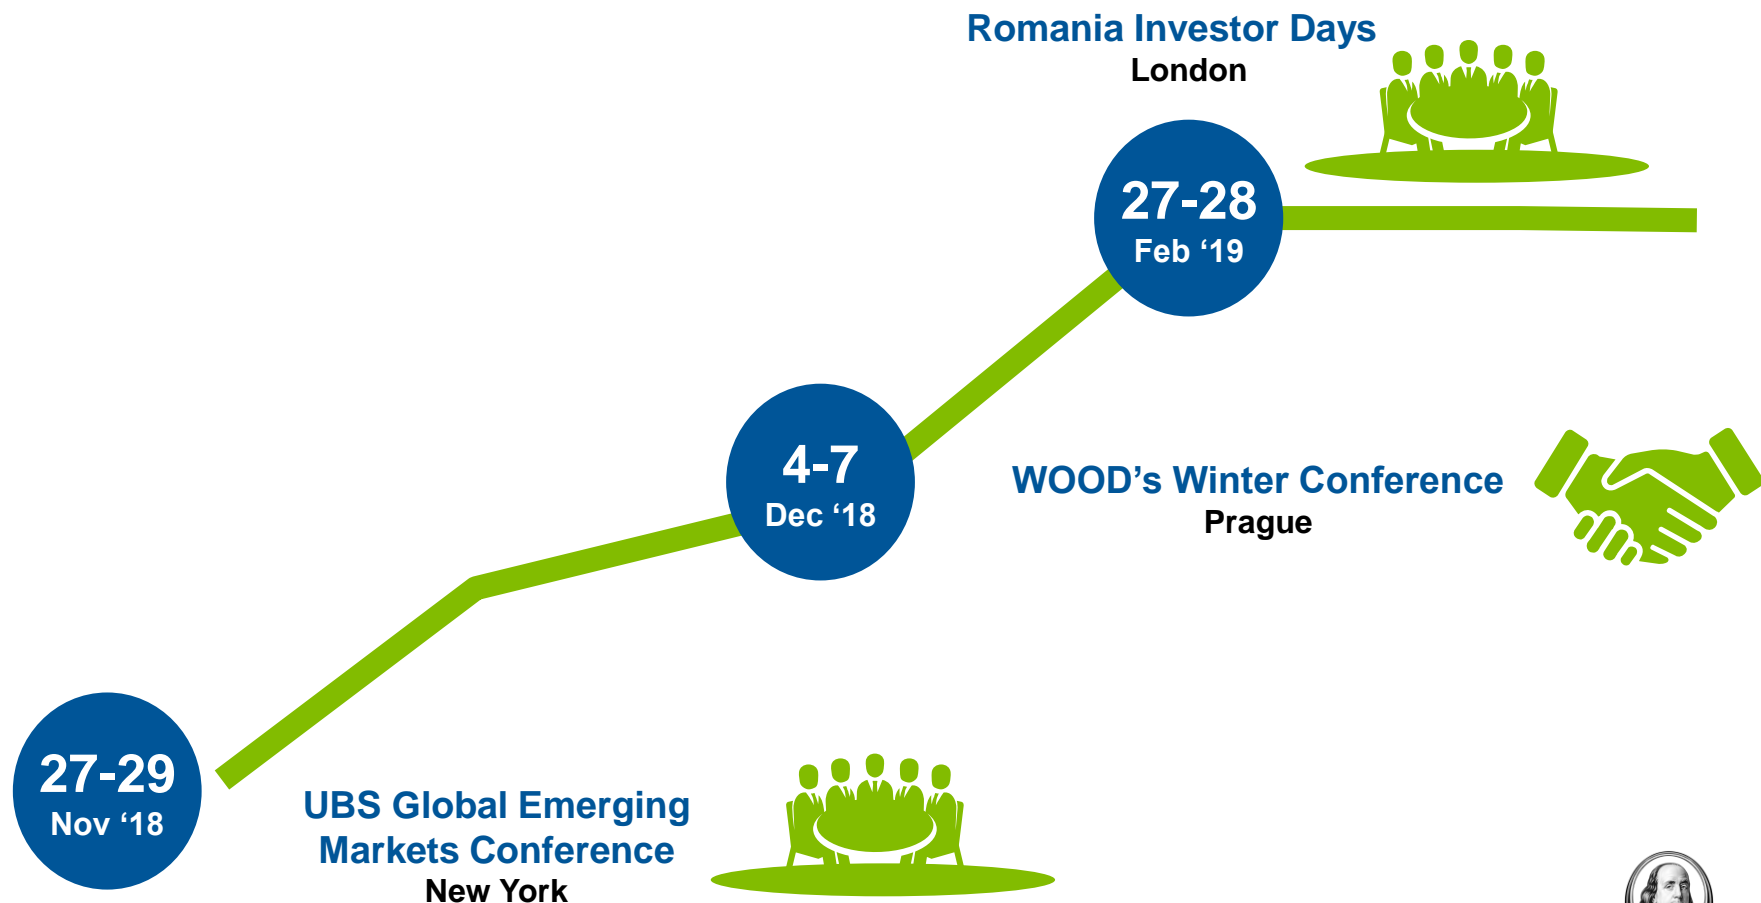 Romania Investor Days
London
27-28
Feb ‘19
4-7
Dec ‘18
WOOD’s Winter Conference
Prague
27-29
Nov ‘18
UBS Global Emerging
Markets Conference
New York